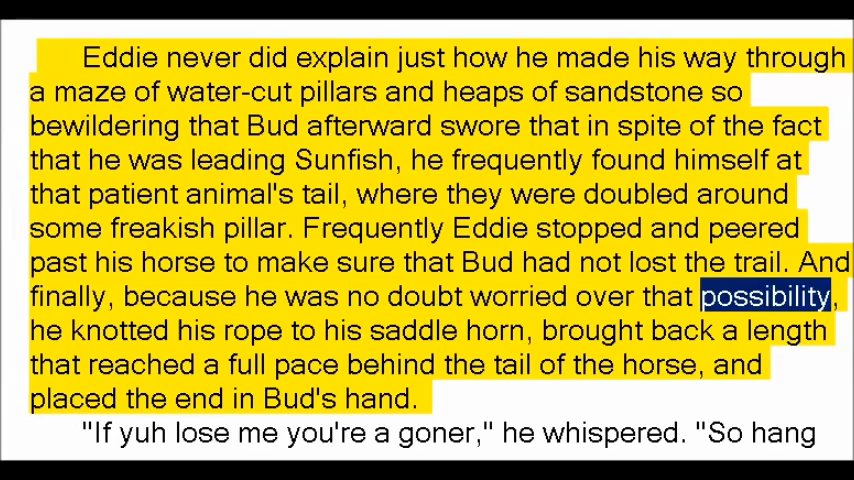 Eddie never did explain just how he made his way through
a maze of water-cut pillars and heaps of sandstone so
bewildering that Bud afterward swore that in spite of the fact
that he was leading Sunfish, he frequently found himself at
that patient animal's tail, where they were doubled around
some freakish pillar. Frequently Eddie stopped and peered
past his horse to make sure that Bud had not lost the trail. And
finally, because he was no doubt worried over that possibility,
he knotted his rope to his saddle horn, brought back a length
that reached a full pace behind the tail of the horse, and
placed the end in Bud's hand.
"If yuh lose me you're a goner," he whispered. "So hang